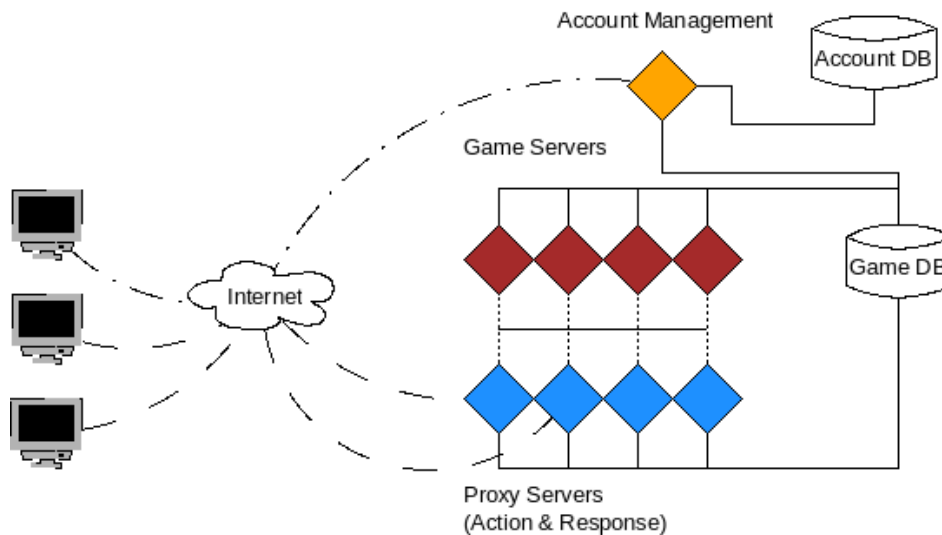 Account Management
Account DB
Game Servers
Internet
Game DB
Proxy Servers
(Action & Response)